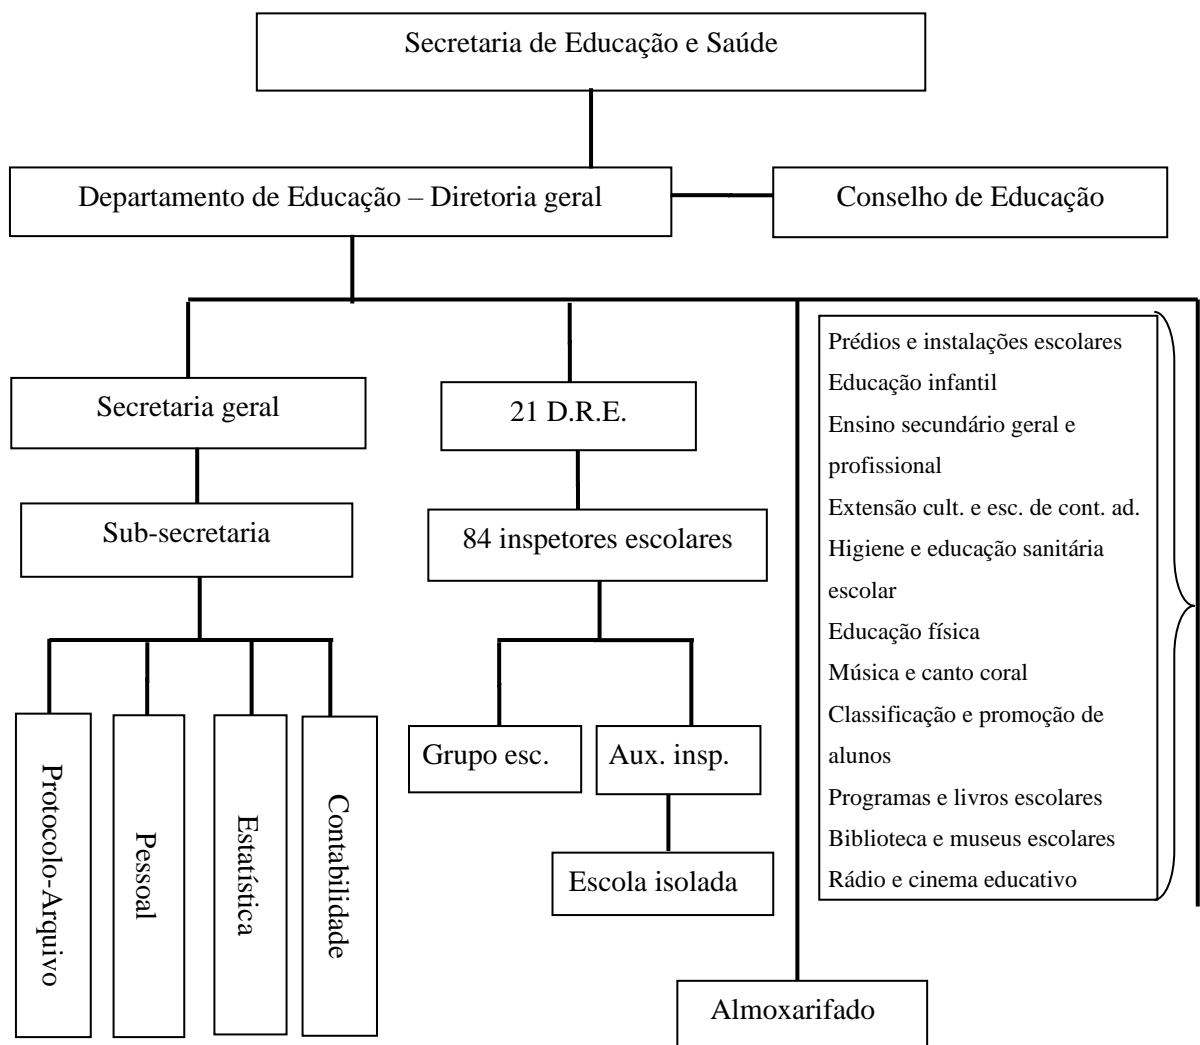 Secretaria de Educação e Saúde
Departamento de Educação – Diretoria geral
Conselho de Educação
Secretaria geral
21 D.R.E.
Sub-secretaria
84 inspetores escolares
Protocolo-Arquivo
Pessoal
Estatística
Contabilidade
Grupo esc.
Aux. insp.
Escola isolada
Prédios e instalações escolares
Educação infantil
Ensino secundário geral e
profissional
Extensão cult. e esc. de cont. ad.
Higiene e educação sanitária
escolar
Educação física
Música e canto coral
Classificação e promoção de
alunos
Programas e livros escolares
Biblioteca e museus escolares
Rádio e cinema educativo
Almoxarifado